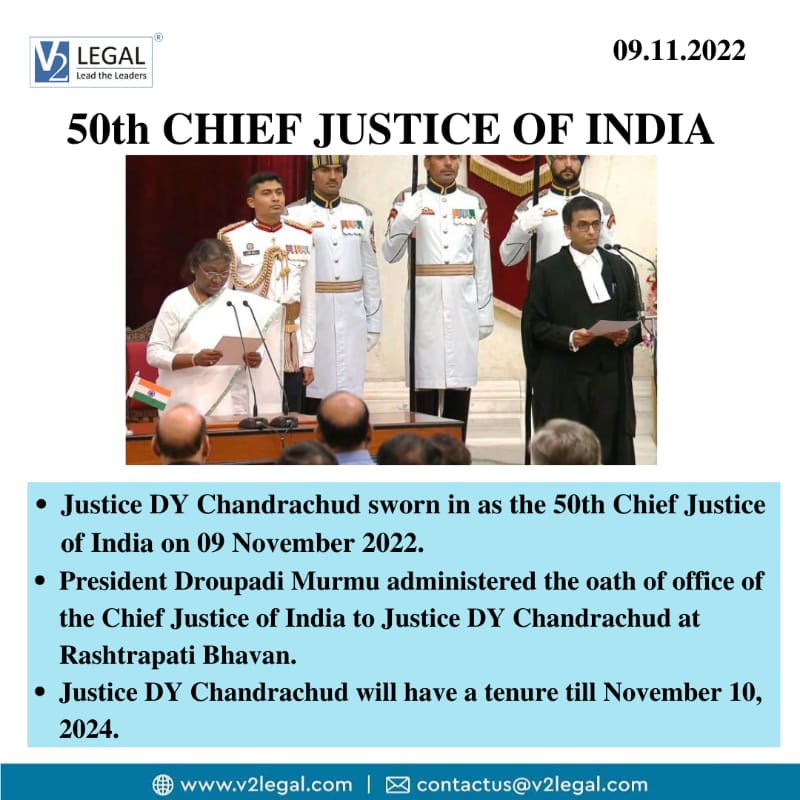 V2 LEGAL ®
Lead the Leaders
09.11.2022
50th CHIEF JUSTICE OF INDIA
• Justice DY Chandrachud sworn in as the 50th Chief Justice
of India on 09 November 2022.
• President Droupadi Murmu administered the oath of office of
the Chief Justice of India to Justice DY Chandrachud at
Rashtrapati Bhavan.
• Justice DY Chandrachud will have a tenure till November 10,
2024.
www.v2legal.com | contactus@v2legal.com